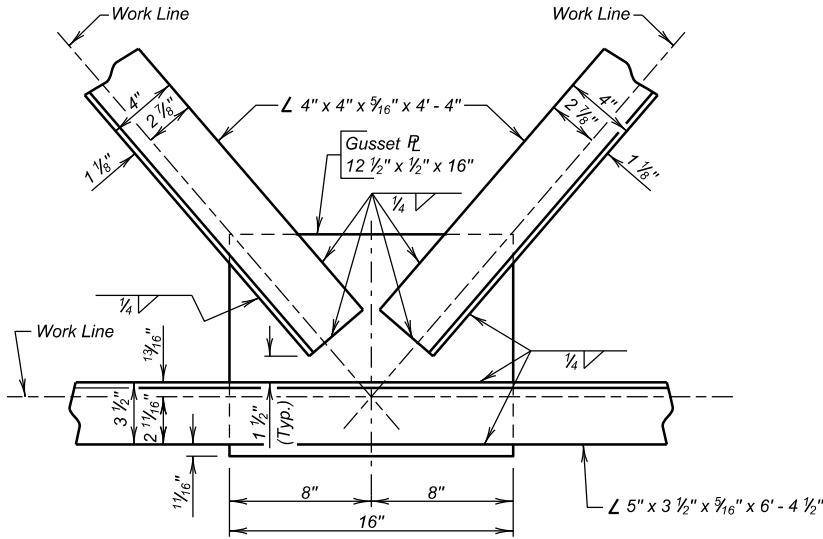 Work Line
Work Line
4"
2 7/8"
1 1/8"
∠ 4" x 4" x 5/16" x 4' - 4"
4"
2 7/8"
1 1/8"
Gusset PL
12 1/2" x 1/2" x 16"
1/4
1/4
Work Line
13/16"
1/4
3 1/2"
2 11/16"
1 1/2"
(Typ.)
11/16"
8"
8"
16"
∠ 5" x 3 1/2" x 5/16" x 6' - 4 1/2"